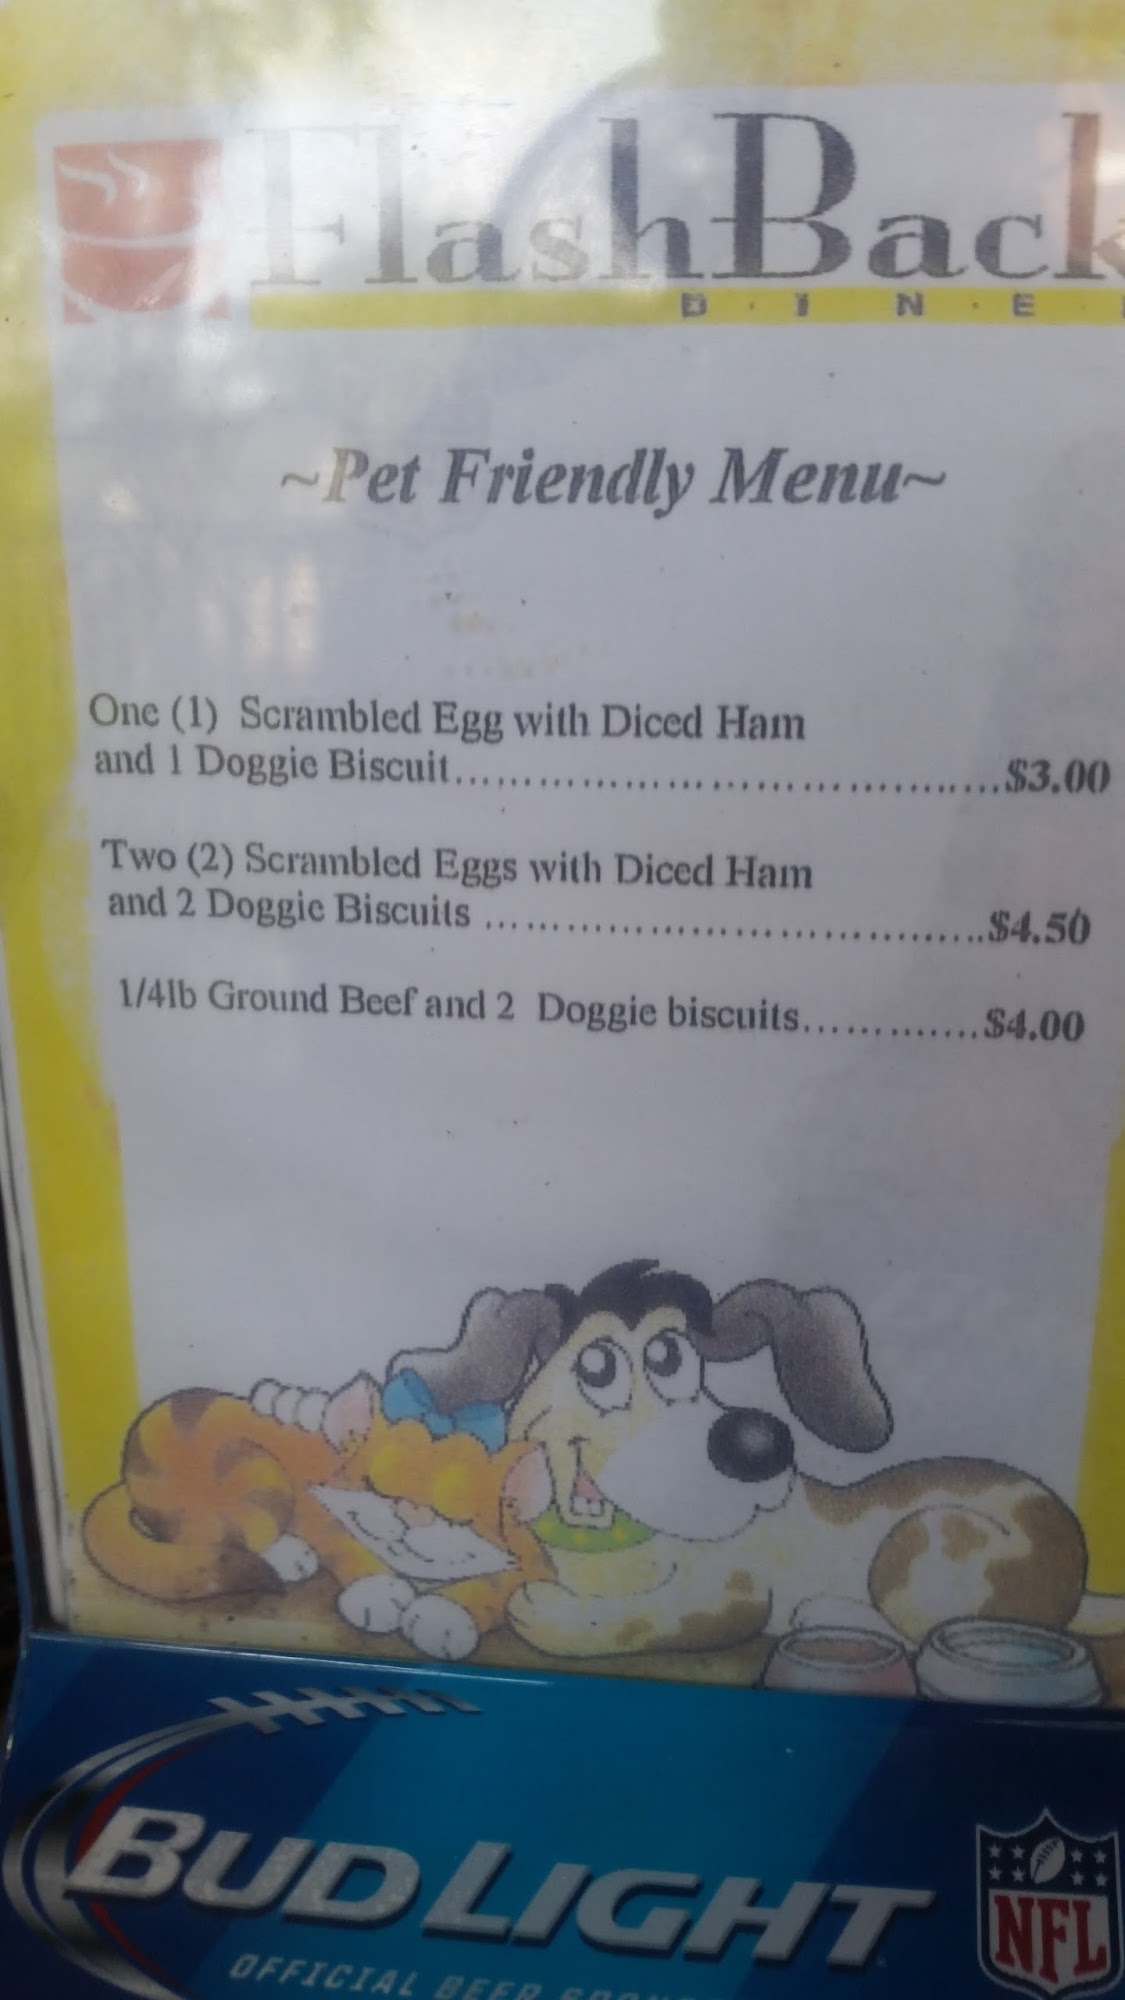 FlashBack
D · I N · E
~Pet Friendly Menu~
One (1) Scrambled Egg with Diced Ham
and 1 Doggie Biscuit.......................................$3.00
Two (2) Scrambled Eggs with Diced Ham
and 2 Doggie Biscuits ....................................$4.50
1/4lb Ground Beef and 2 Doggie biscuits.............$4.00
BUD LIGHT
OFFICIAL BEER
NFL